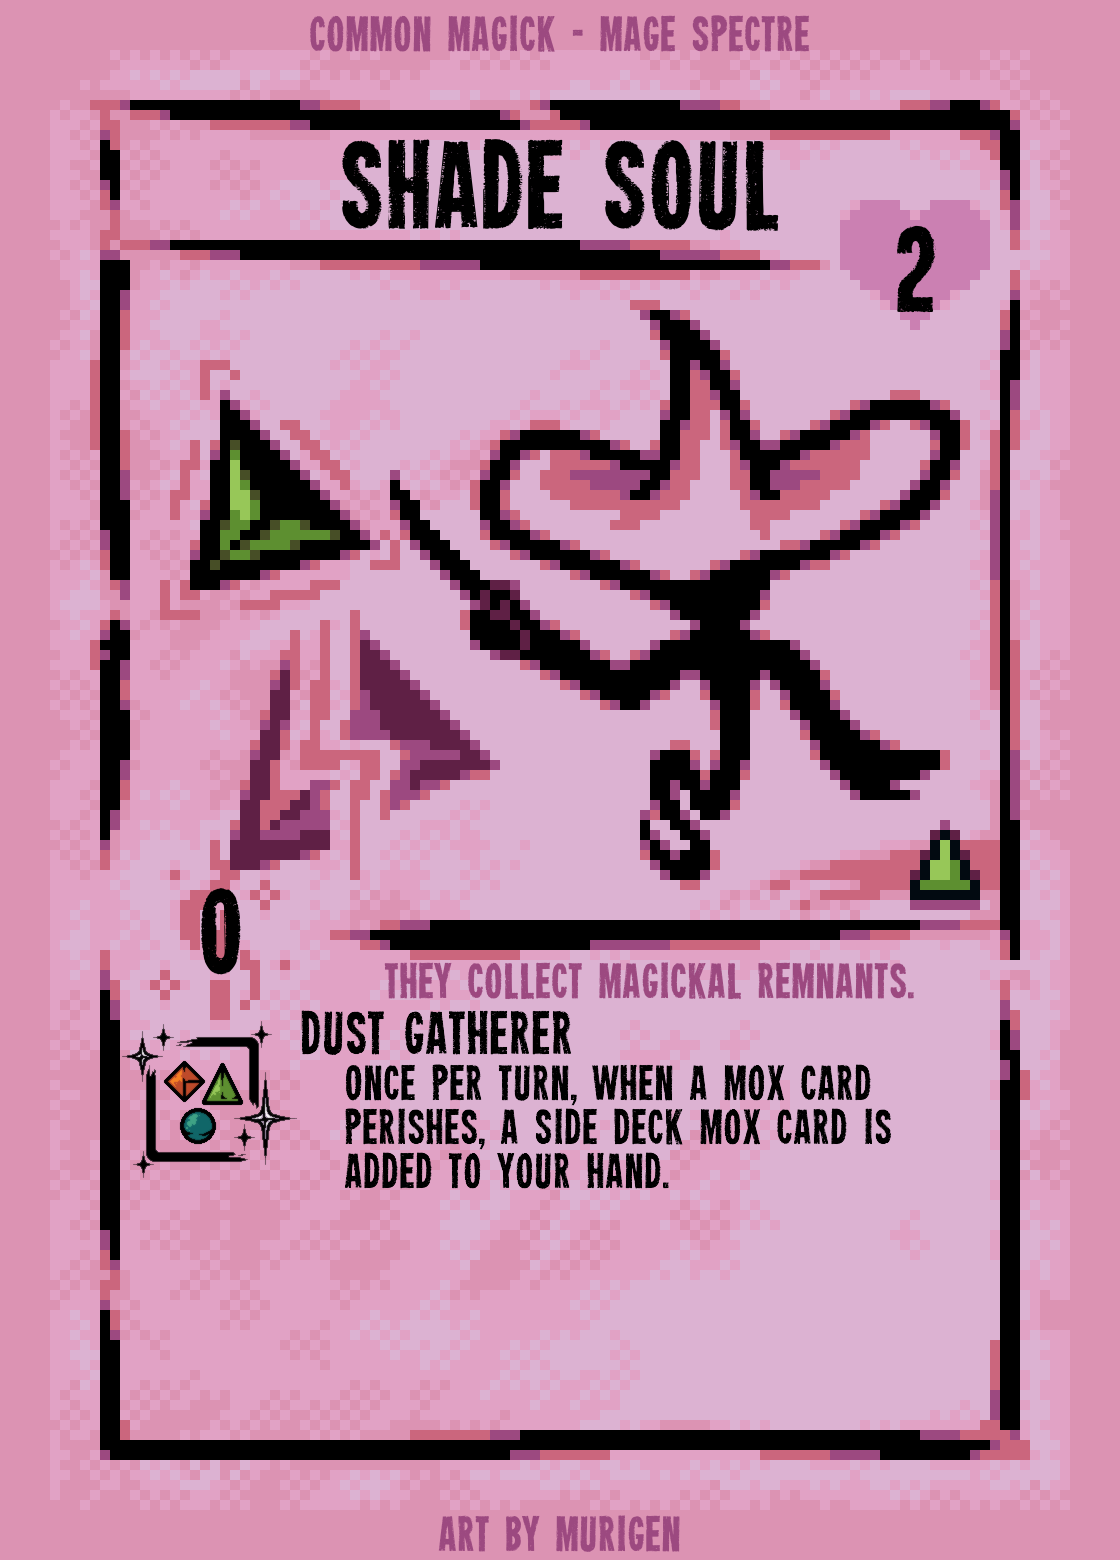 COMMON MAGICK - MAGE SPECTRE
SHADE SOUL
2
0
THEY COLLECT MAGICKAL REMNANTS.
DUST GATHERER
ONCE PER TURN, WHEN A MOX CARD
PERISHES, A SIDE DECK MOX CARD IS
ADDED TO YOUR HAND.
ART BY MURIGEN